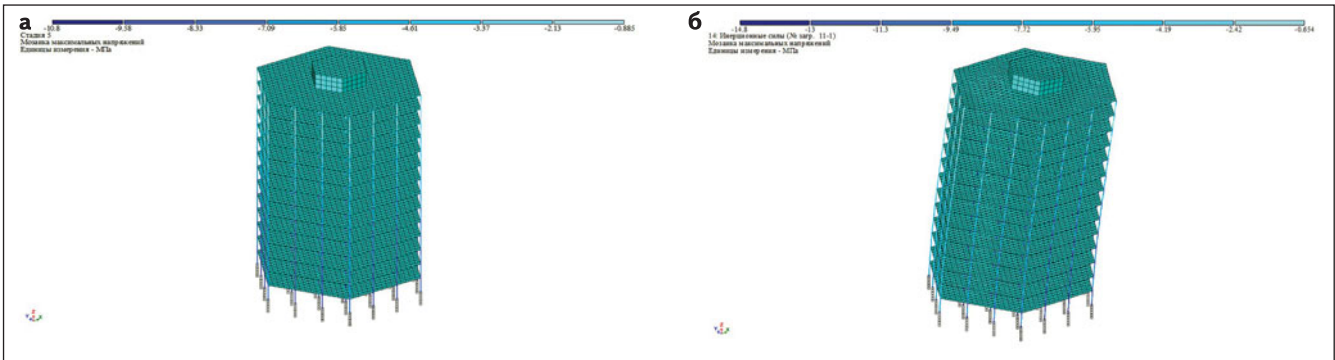 а
-10.8 -9.58 -8.33 -7.09 -5.85 -4.61 -3.37 -2.13 -0.885
Стадия 5
Мозаика максимальных напряжений
Единицы измерения - МПа
б
-14.8 -13 -11.3 -9.49 -7.72 -5.95 -4.19 -2.42 -0.654
14: Инерционные силы (№ загр. 11-1)
Мозаика максимальных напряжений
Единицы измерения - МПа